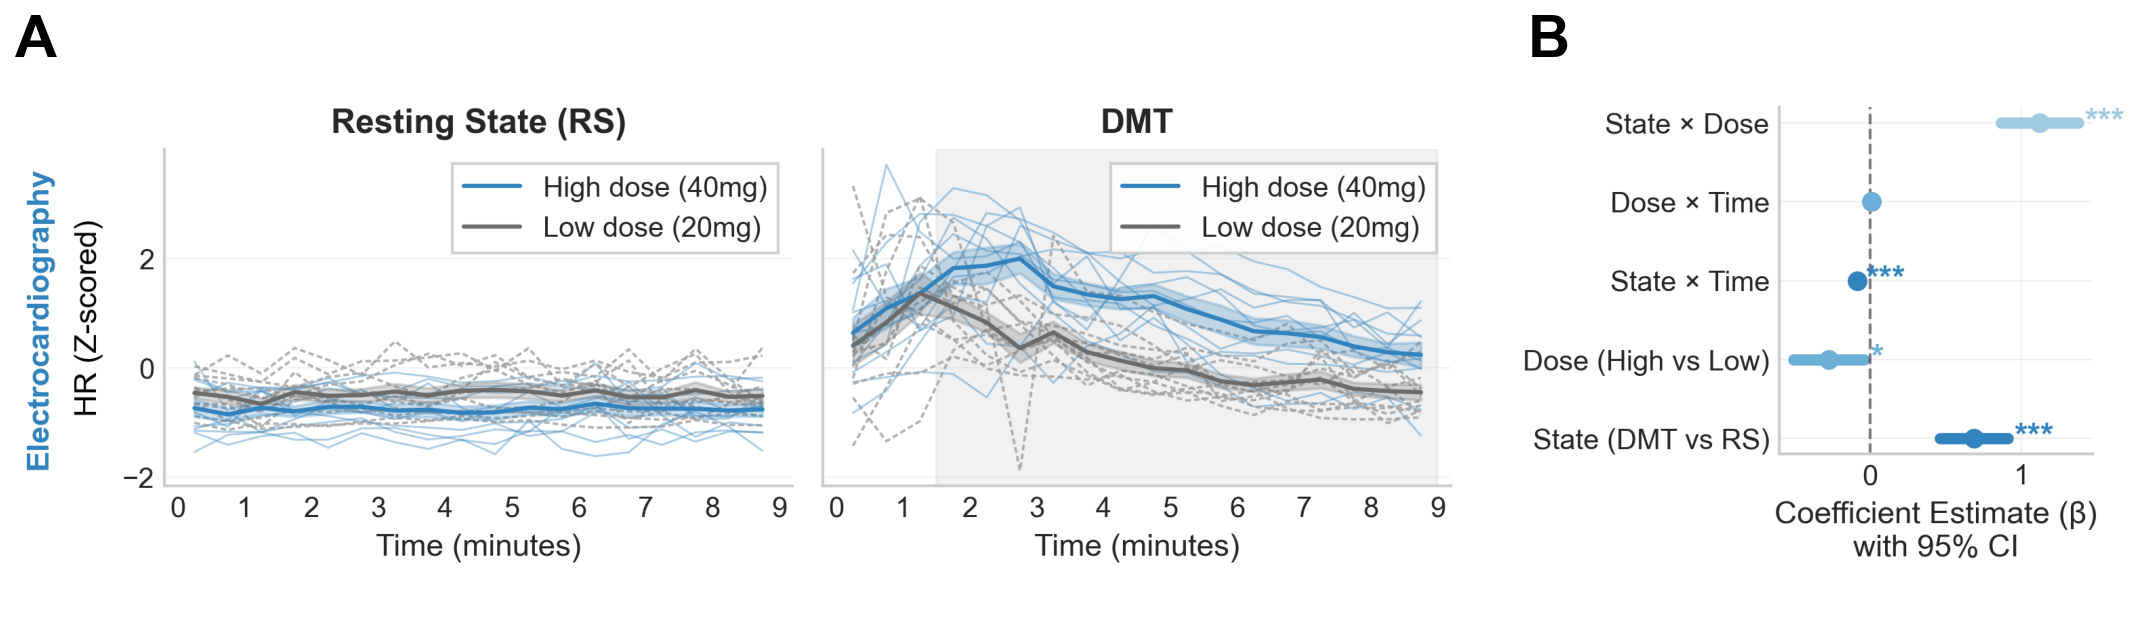 A
B
Resting State (RS)
DMT
Electrocardiography
HR (Z-scored)
High dose (40mg)
Low dose (20mg)
2
0
−2
0 1 2 3 4 5 6 7 8 9
Time (minutes)
High dose (40mg)
Low dose (20mg)
0 1 2 3 4 5 6 7 8 9
Time (minutes)
State × Dose ***
Dose × Time
State × Time ***
Dose (High vs Low) *
State (DMT vs RS) ***
0 1
Coefficient Estimate (β)
with 95% CI